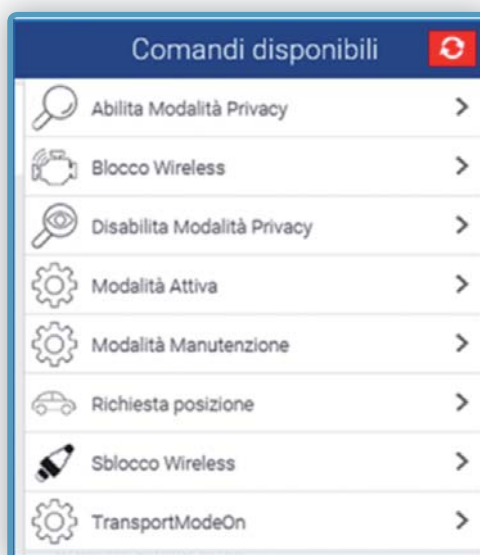 Comandi disponibili
Abilita Modalità Privacy
Blocco Wireless
Disabilita Modalità Privacy
Modalità Attiva
Modalità Manutenzione
Richiesta posizione
Sblocco Wireless
TransportModeOn